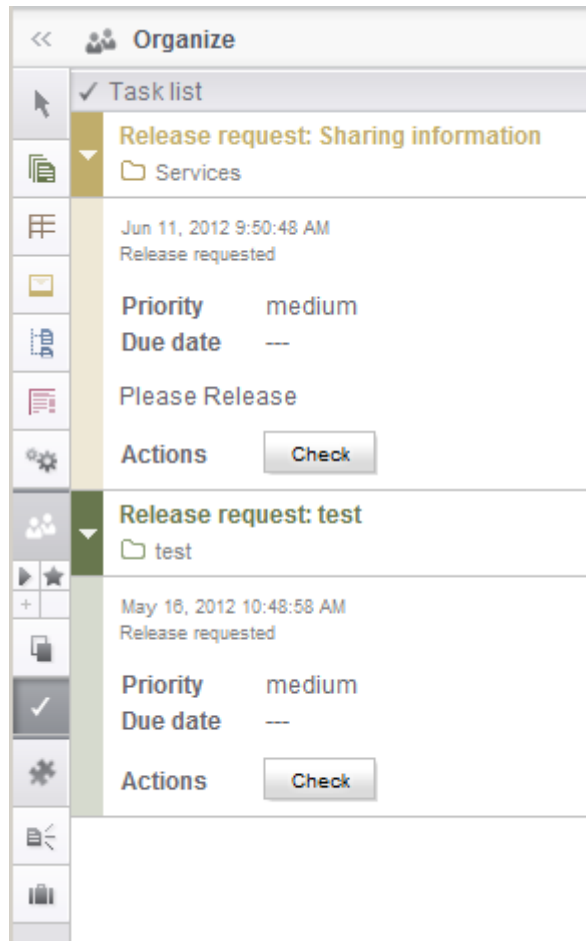 Organize
Task list
Release request: Sharing information
Services
Jun 11, 2012 9:50:48 AM
Release requested
Priority medium
Due date ---
Please Release
Actions Check
Release request: test
test
May 16, 2012 10:48:58 AM
Release requested
Priority medium
Due date ---
Actions Check